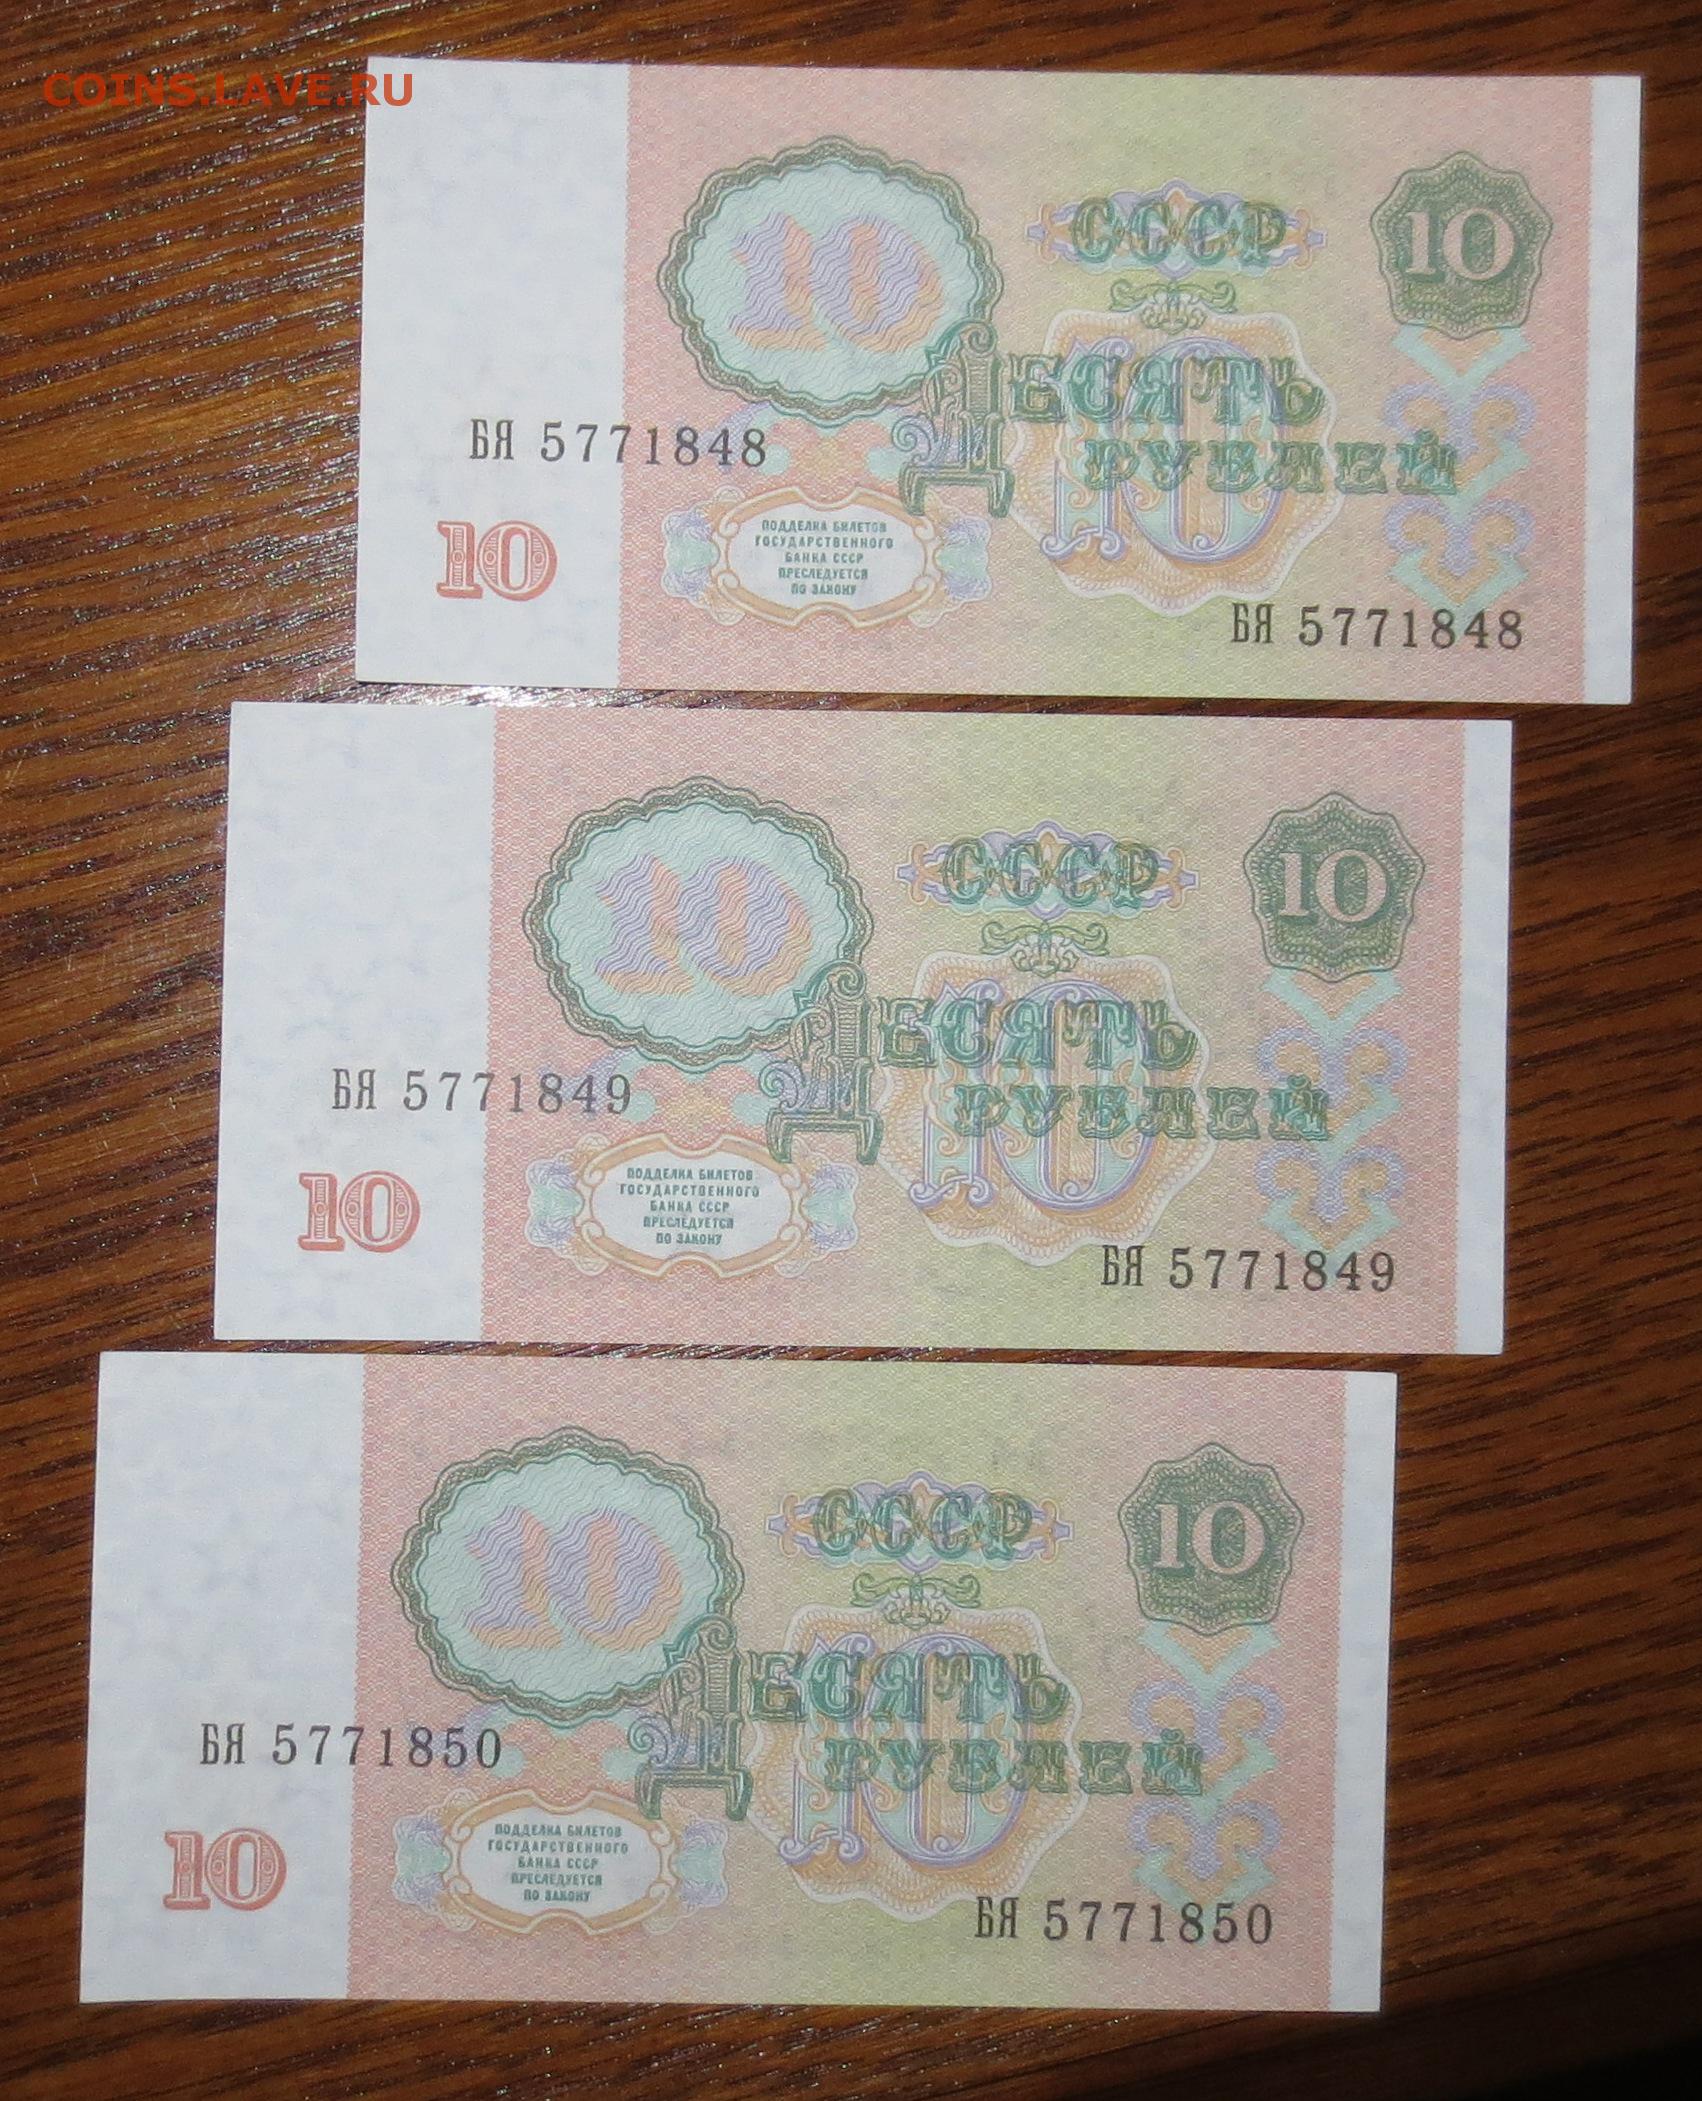 COINS.LAVE.RU
10
СССР
10
10
ДЕСЯТЬ
РУБЛЕЙ
БЯ 5771848
10
ПОДДЕЛКА БИЛЕТОВ
ГОСУДАРСТВЕННОГО
БАНКА СССР
ПРЕСЛЕДУЕТСЯ
ПО ЗАКОНУ
БЯ 5771848
10
СССР
10
10
ДЕСЯТЬ
РУБЛЕЙ
БЯ 5771849
10
ПОДДЕЛКА БИЛЕТОВ
ГОСУДАРСТВЕННОГО
БАНКА СССР
ПРЕСЛЕДУЕТСЯ
ПО ЗАКОНУ
БЯ 5771849
10
СССР
10
10
ДЕСЯТЬ
РУБЛЕЙ
БЯ 5771850
10
ПОДДЕЛКА БИЛЕТОВ
ГОСУДАРСТВЕННОГО
БАНКА СССР
ПРЕСЛЕДУЕТСЯ
ПО ЗАКОНУ
БЯ 5771850